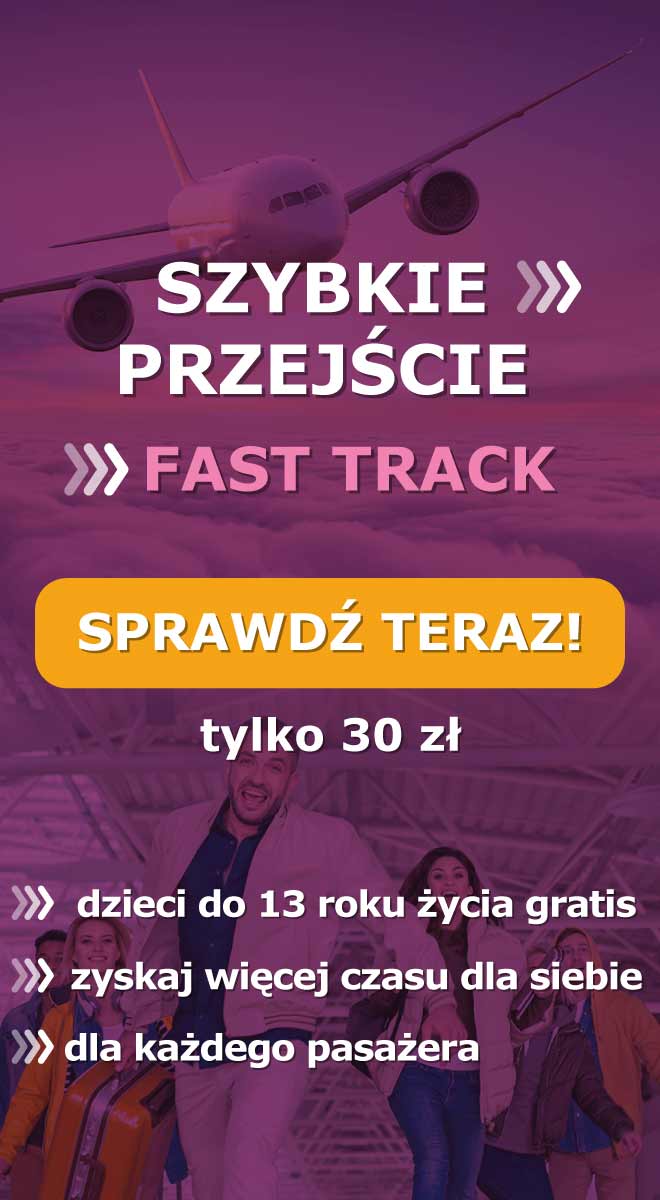 SZYBKIE
PRZEJŚCIE
FAST TRACK
SPRAWDŹ TERAZ!
tylko 30 zł
dzieci do 13 roku życia gratis
zyskaj więcej czasu dla siebie
dla każdego pasażera